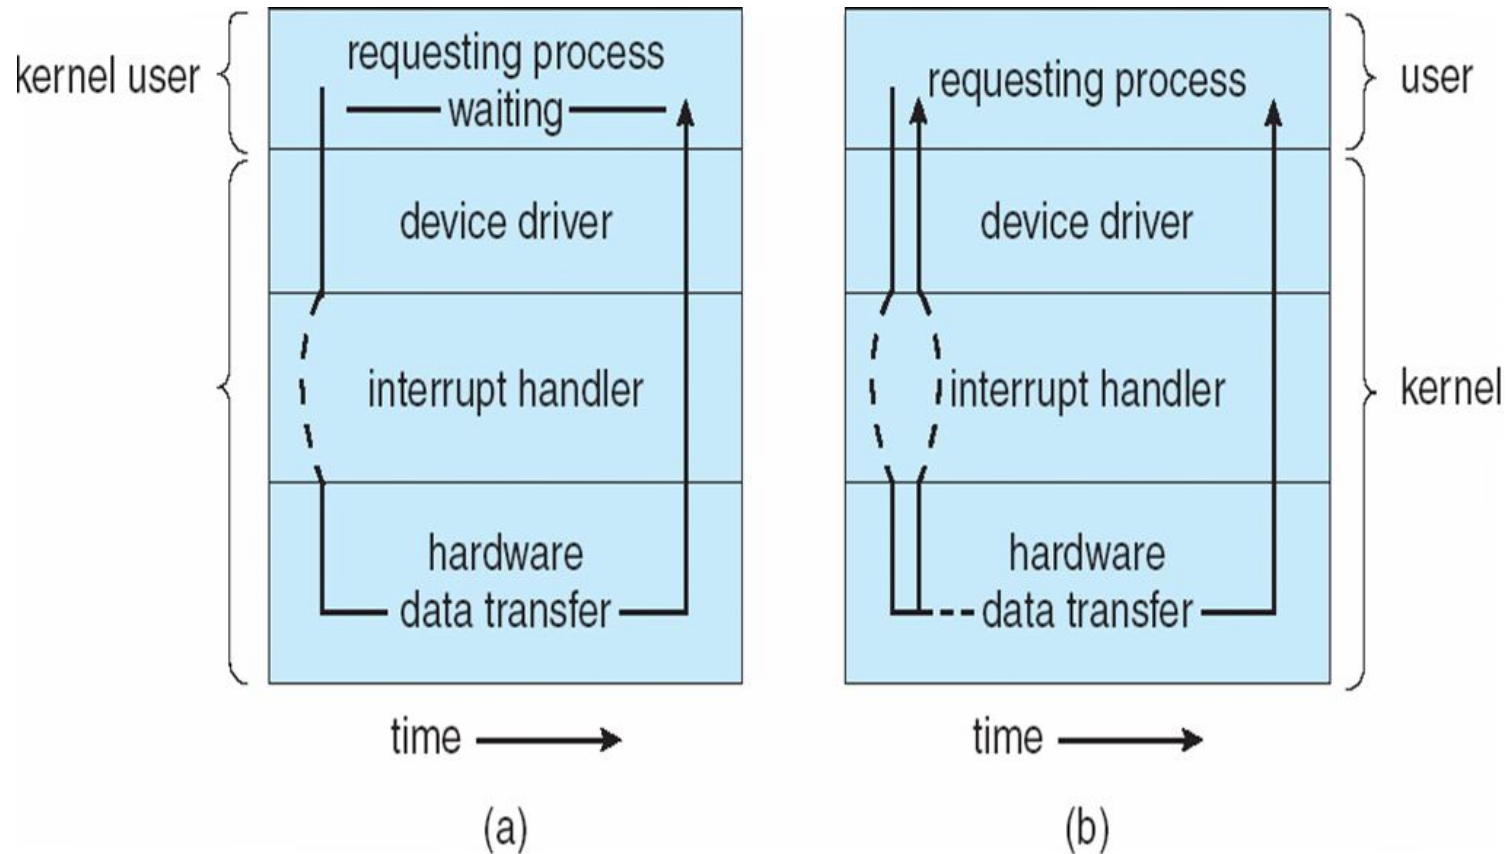 kernel user
requesting process
waiting
device driver
interrupt handler
hardware
data transfer
time
(a)
requesting process
user
device driver
interrupt handler
kernel
hardware
data transfer
time
(b)